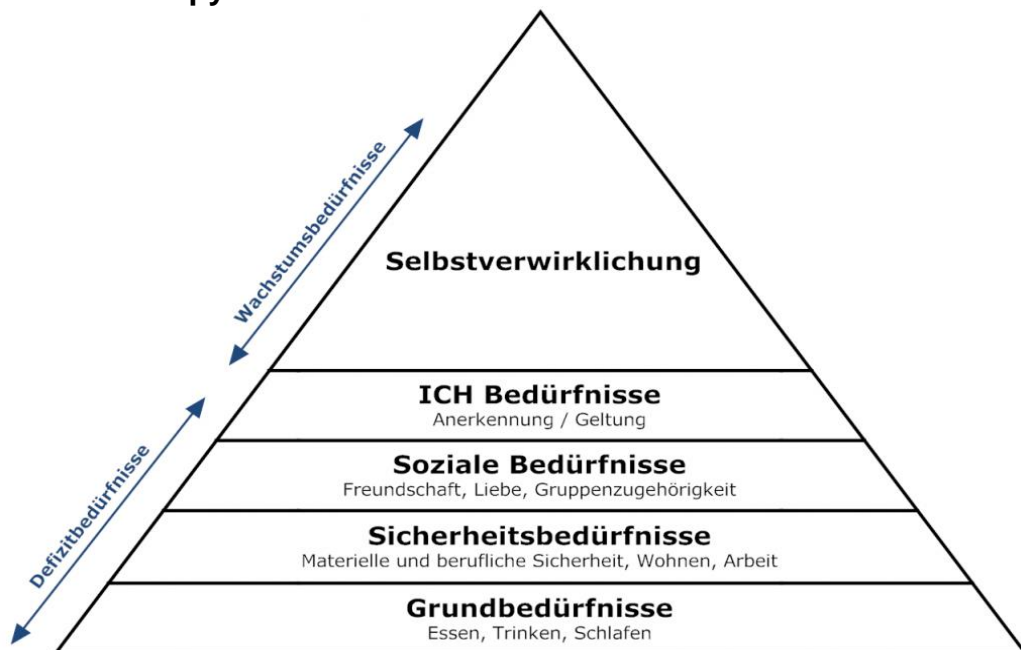 Wachstumsbedürfnisse
Selbstverwirklichung
Defizitbedürfnisse
ICH Bedürfnisse
Anerkennung / Geltung
Soziale Bedürfnisse
Freundschaft, Liebe, Gruppenzugehörigkeit
Sicherheitsbedürfnisse
Materielle und berufliche Sicherheit, Wohnen, Arbeit
Grundbedürfnisse
Essen, Trinken, Schlafen